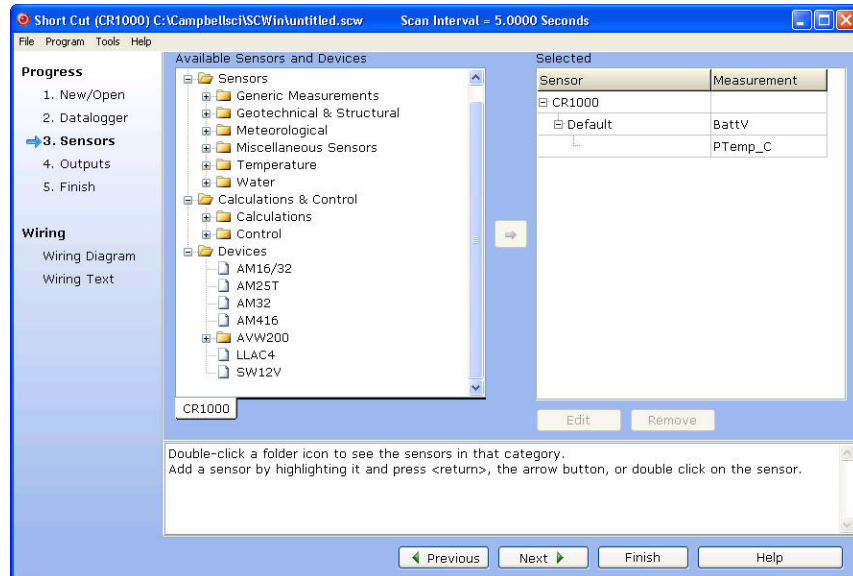 Short Cut (CR1000) C:\Campbellsci\SCWin\untitled.scw Scan Interval = 5.0000 Seconds
File Program Tools Help
Progress
1. New/Open
2. Datalogger
3. Sensors
4. Outputs
5. Finish
Wiring
Wiring Diagram
Wiring Text
Available Sensors and Devices
Sensors
Generic Measurements
Geotechnical & Structural
Meteorological
Miscellaneous Sensors
Temperature
Water
Calculations & Control
Calculations
Control
Devices
AM16/32
AM25T
AM32
AM416
AVW200
LLAC4
SW12V
CR1000
Selected
Sensor Measurement
CR1000
Default BattV
PTemp_C
Edit Remove
Double-click a folder icon to see the sensors in that category.
Add a sensor by highlighting it and press <return>, the arrow button, or double click on the sensor.
Previous Next Finish Help